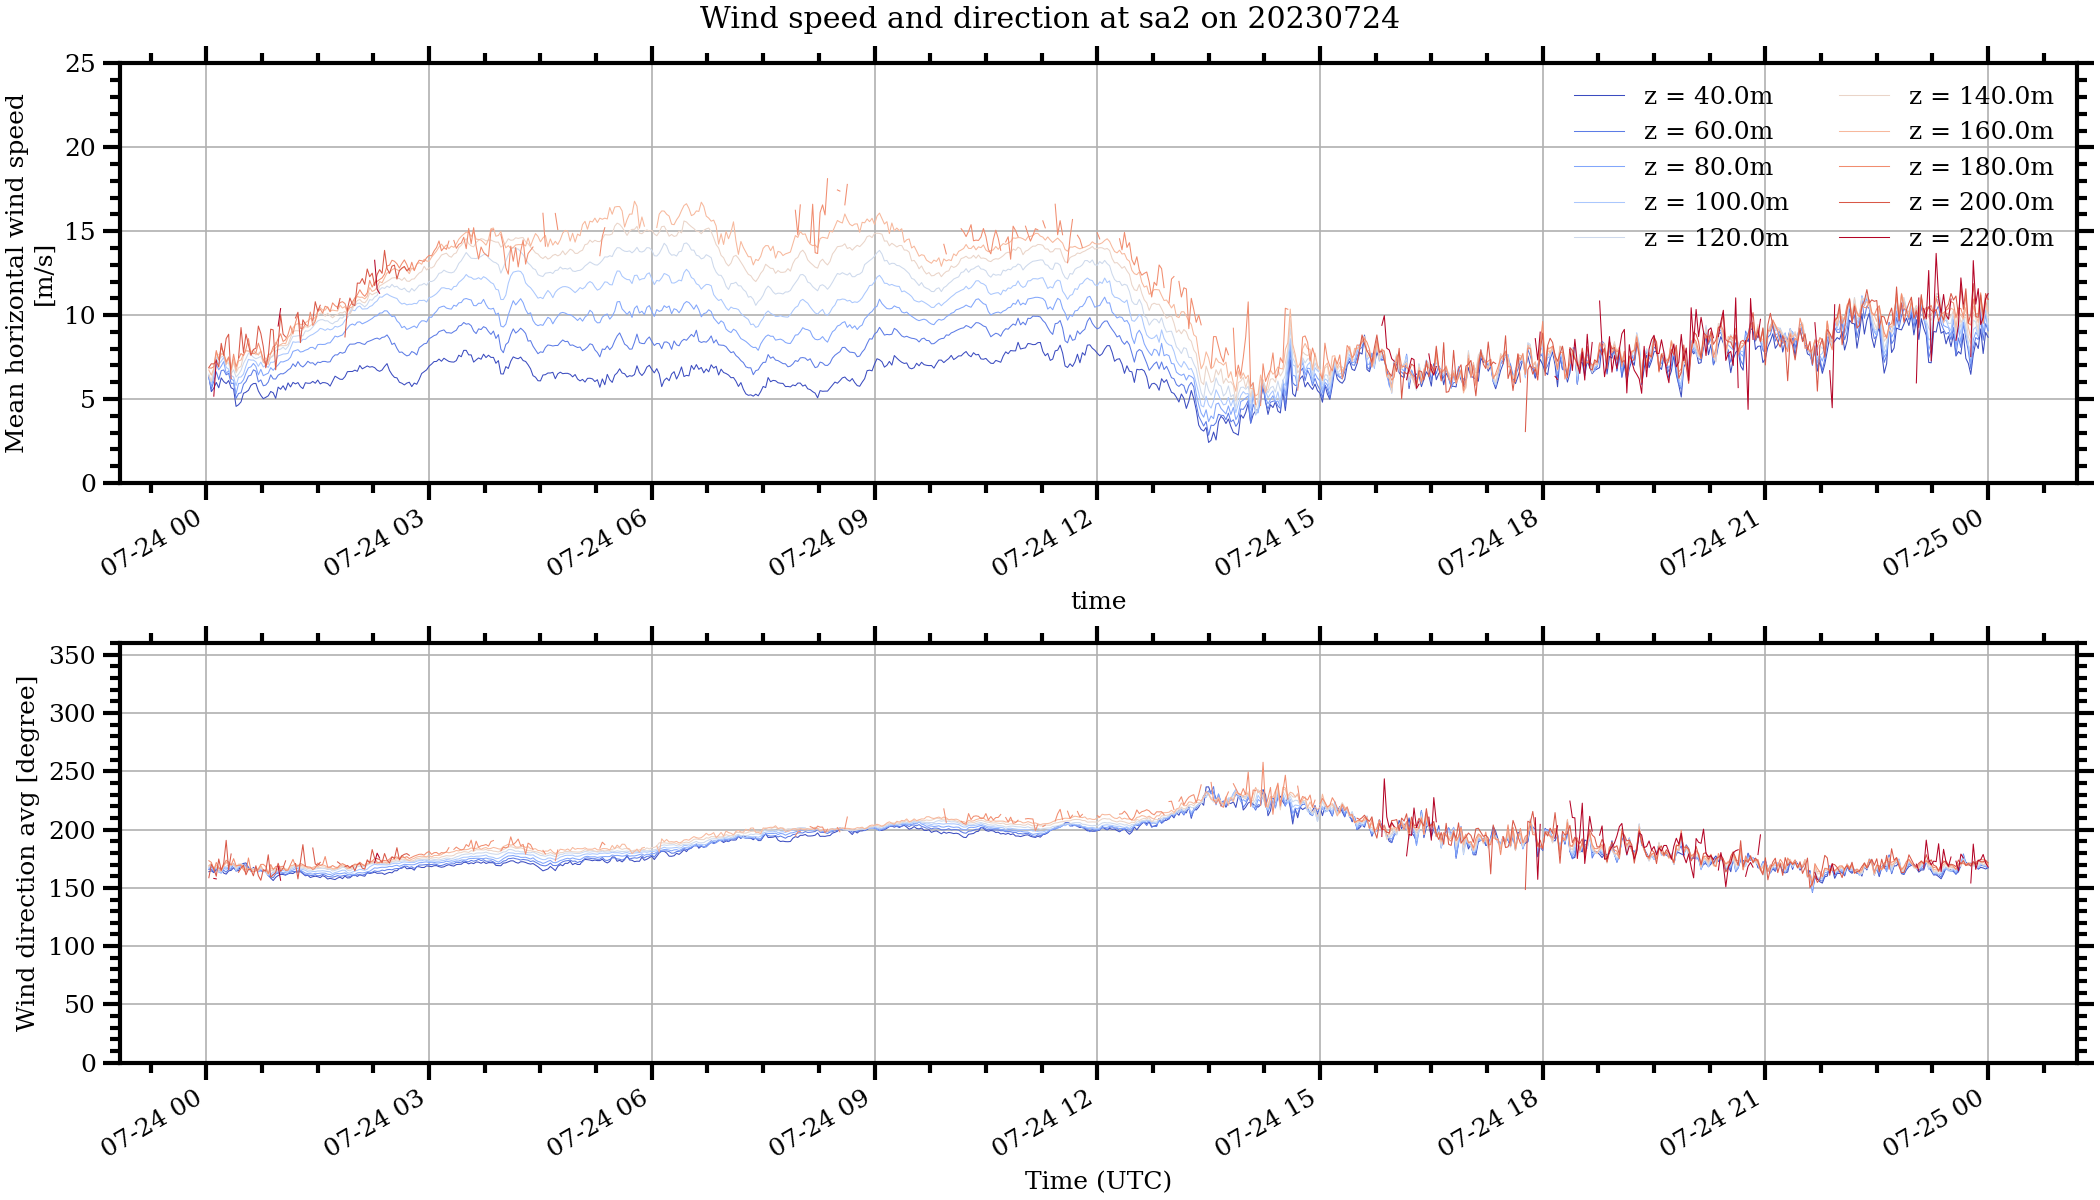 Wind speed and direction at sa2 on 20230724
Mean horizontal wind speed
[m/s]
25
20
15
10
5
0
z = 40.0m
z = 60.0m
z = 80.0m
z = 100.0m
z = 120.0m
z = 140.0m
z = 160.0m
z = 180.0m
z = 200.0m
z = 220.0m
07-24 00
07-24 03
07-24 06
07-24 09
07-24 12
07-24 15
07-24 18
07-24 21
07-25 00
time
Wind direction avg [degree]
350
300
250
200
150
100
50
0
07-24 00
07-24 03
07-24 06
07-24 09
07-24 12
07-24 15
07-24 18
07-24 21
07-25 00
Time (UTC)